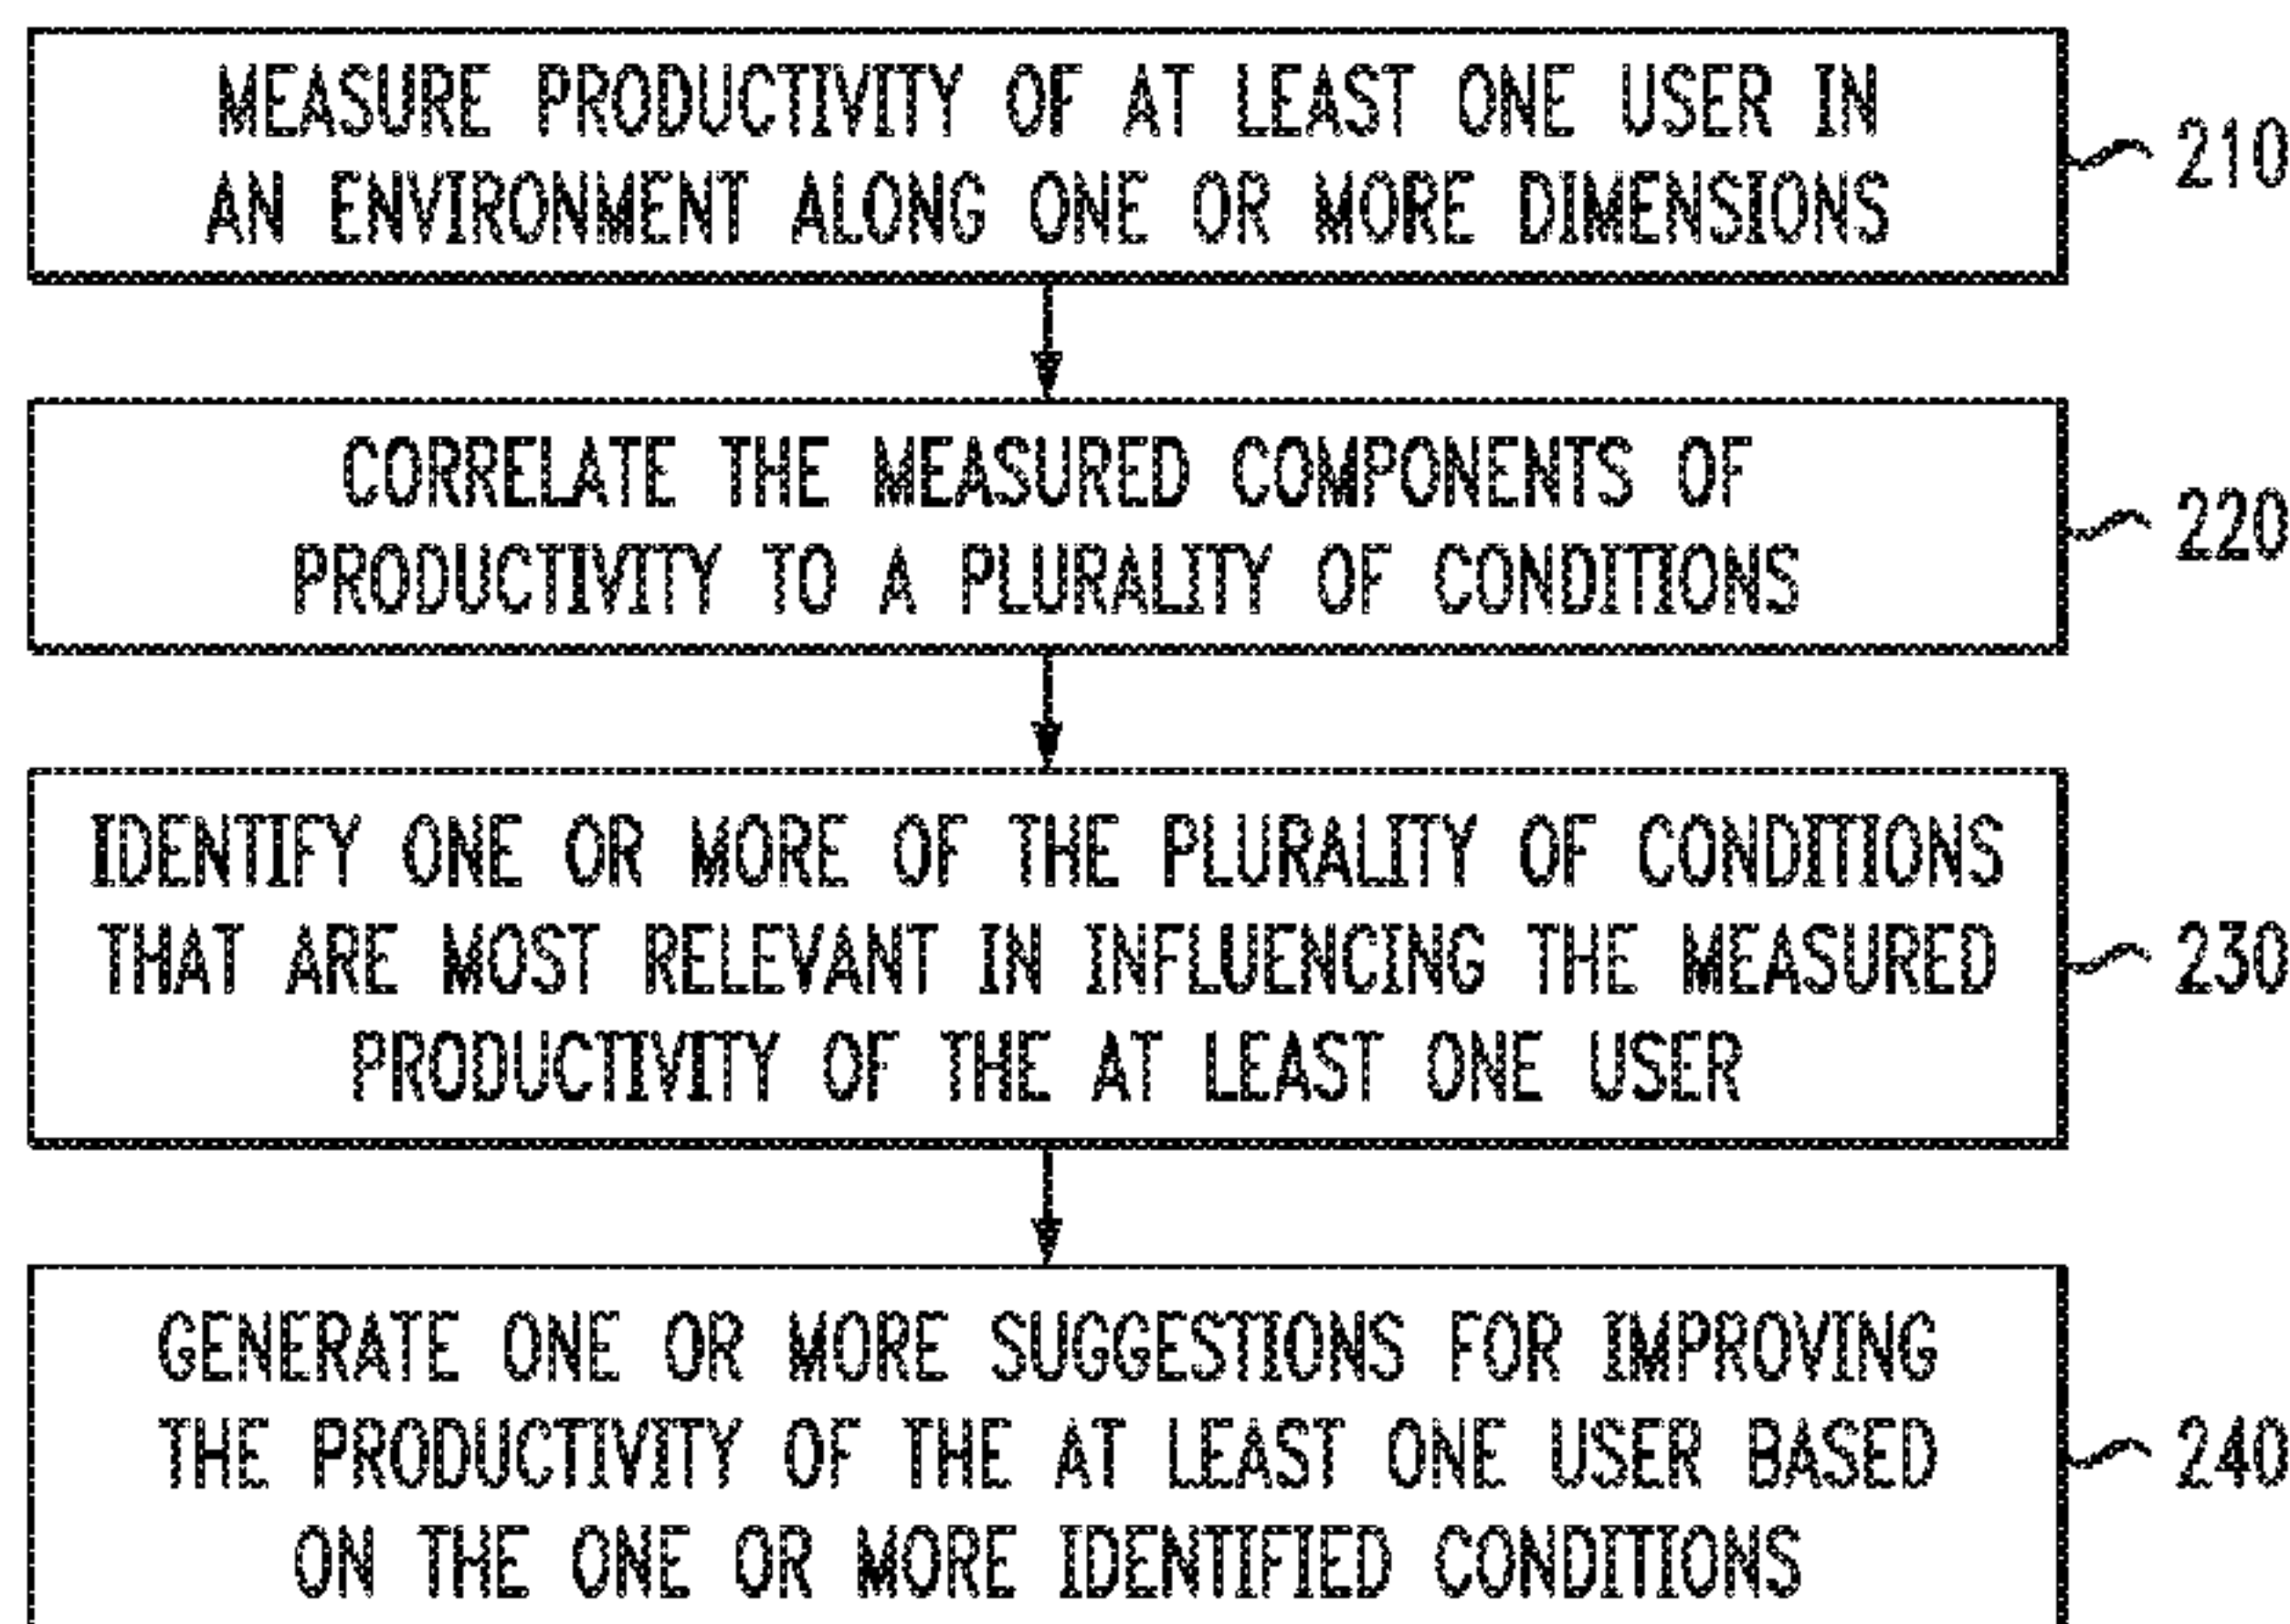 MEASURE PRODUCTIVITY OF AT LEAST ONE USER IN
AN ENVIRONMENT ALONG ONE OR MORE DIMENSIONS
210
CORRELATE THE MEASURED COMPONENTS OF
PRODUCTIVITY TO A PLURALITY OF CONDITIONS
220
IDENTIFY ONE OR MORE OF THE PLURALITY OF CONDITIONS
THAT ARE MOST RELEVANT IN INFLUENCING THE MEASURED
PRODUCTIVITY OF THE AT LEAST ONE USER
230
GENERATE ONE OR MORE SUGGESTIONS FOR IMPROVING
THE PRODUCTIVITY OF THE AT LEAST ONE USER BASED
ON THE ONE OR MORE IDENTIFIED CONDITIONS
240